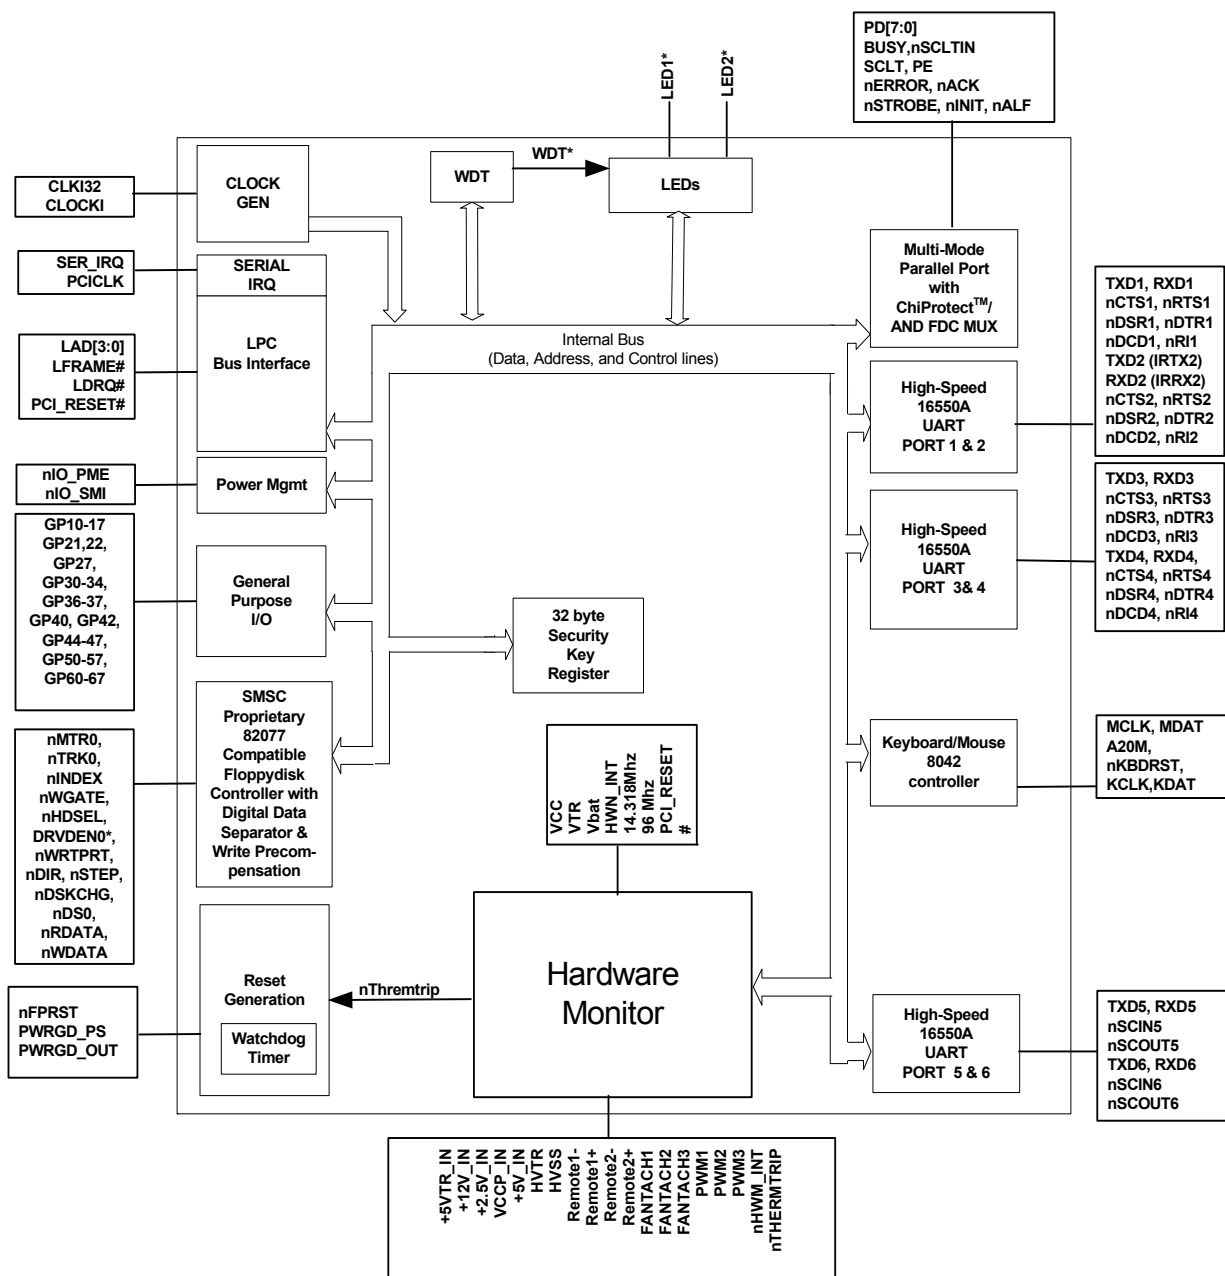 PD[7:0]
BUSY,nSCLTIN
SCLT, PE
nERROR, nACK
nSTROBE, nINIT, nALF
LED1*
LED2*
WDT*
WDT
LEDs
CLKI32
CLOCKI
CLOCK
GEN
SER_IRQ
PCICLK
SERIAL
IRQ
LAD[3:0]
LFRAME#
LDRQ#
PCI_RESET#
LPC
Bus Interface
Internal Bus
(Data, Address, and Control lines)
Multi-Mode
Parallel Port
with
ChiProtect™/
AND FDC MUX
High-Speed
16550A
UART
PORT 1 & 2
TXD1, RXD1
nCTS1, nRTS1
nDSR1, nDTR1
nDCD1, nRI1
TXD2 (IRTX2)
RXD2 (IRRX2)
nCTS2, nRTS2
nDSR2, nDTR2
nDCD2, nRI2
nIO_PME
nIO_SMI
Power Mgmt
High-Speed
16550A
UART
PORT 3& 4
TXD3, RXD3
nCTS3, nRTS3
nDSR3, nDTR3
nDCD3, nRI3
TXD4, RXD4,
nCTS4, nRTS4
nDSR4, nDTR4
nDCD4, nRI4
GP10-17
GP21,22,
GP27,
GP30-34,
GP36-37,
GP40, GP42,
GP44-47,
GP50-57,
GP60-67
General
Purpose
I/O
32 byte
Security
Key
Register
nMTR0,
nTRK0,
nINDEX
nWGATE,
nHDSEL,
DRVDEN0*,
nWRTPRT,
nDIR, nSTEP,
nDSKCHG,
nDS0,
nRDATA,
nWDATA
SMSC
Proprietary
82077
Compatible
Floppydisk
Controller with
Digital Data
Separator &
Write Precom-
pensation
Keyboard/Mouse
8042
controller
MCLK, MDAT
A20M,
nKBDRST,
KCLK,KDAT
VCC
VTR
Vbat
HWN_INT
14.318Mhz
96 Mhz
PCI_RESET
#
Hardware
Monitor
nThremtrip
Reset
Generation
Watchdog
Timer
nFPRST
PWRGD_PS
PWRGD_OUT
High-Speed
16550A
UART
PORT 5 & 6
TXD5, RXD5
nSCIN5
nSCOUT5
TXD6, RXD6
nSCIN6
nSCOUT6
+5VTR_IN
+12V_IN
+2.5V_IN
VCCP_IN
+5V_IN
HVTR
HVSS
Remote1-
Remote1+
Remote2-
Remote2+
FANTACH1
FANTACH2
FANTACH3
PWM1
PWM2
PWM3
nHWM_INT
nTHERMTRIP